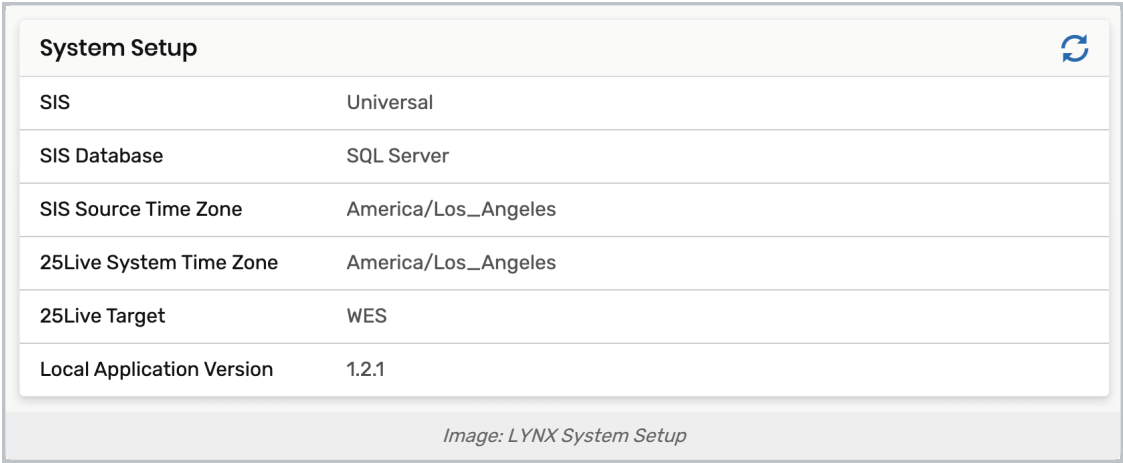 System Setup
SIS Universal
SIS Database SQL Server
SIS Source Time Zone America/Los_Angeles
25Live System Time Zone America/Los_Angeles
25Live Target WES
Local Application Version 1.2.1
Image: LYNX System Setup